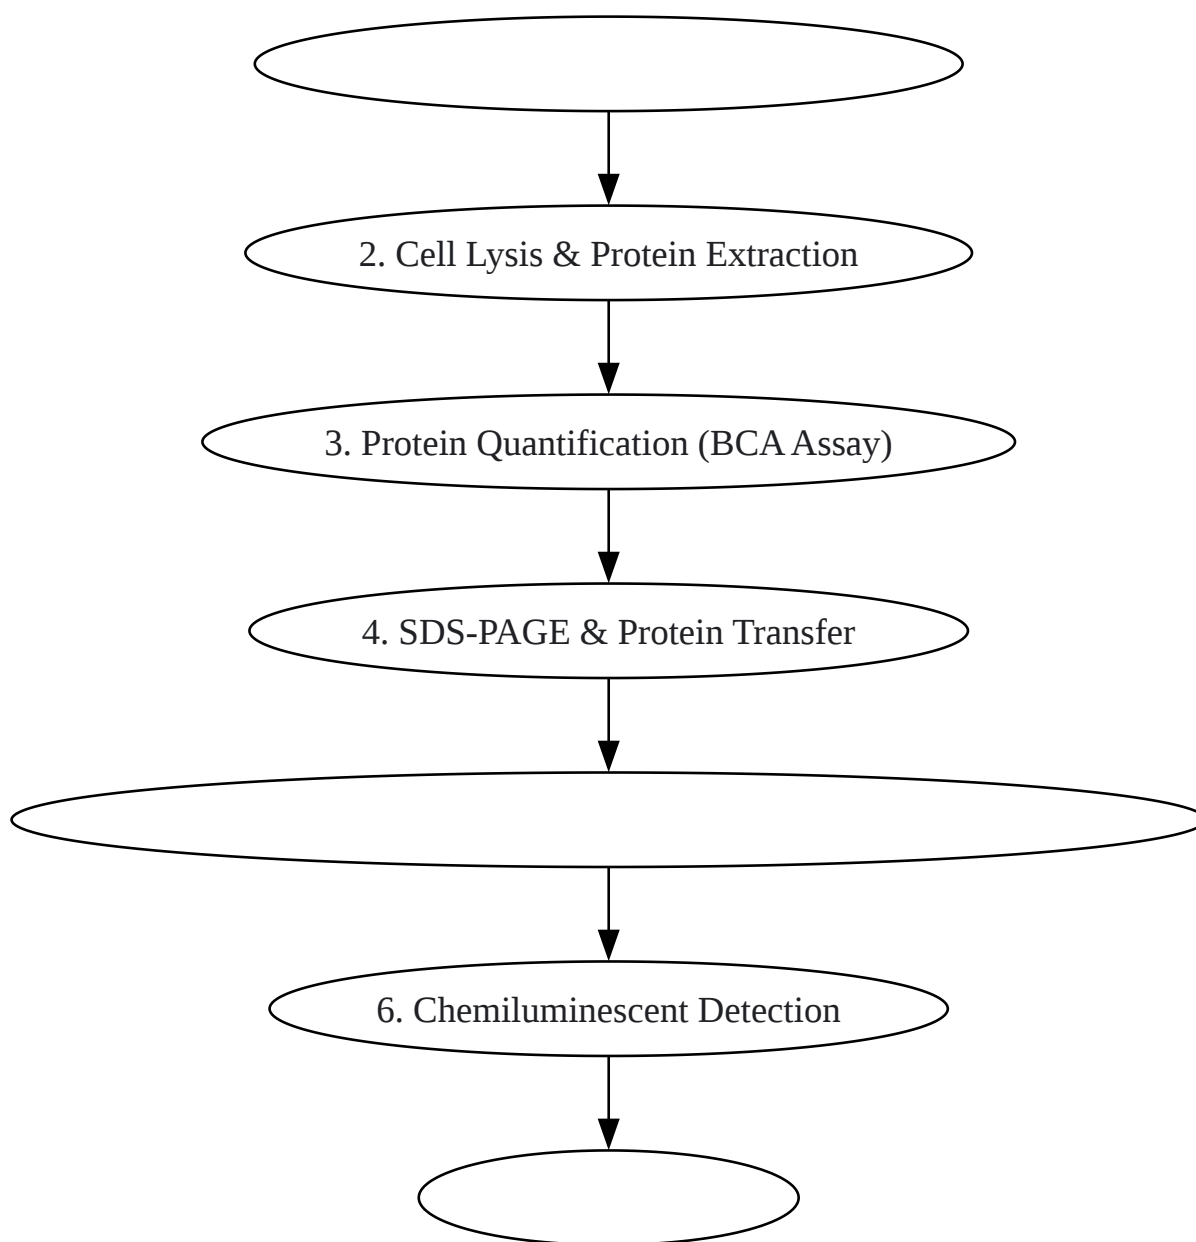 2. Cell Lysis & Protein Extraction
3. Protein Quantification (BCA Assay)
4. SDS-PAGE & Protein Transfer
6. Chemiluminescent Detection